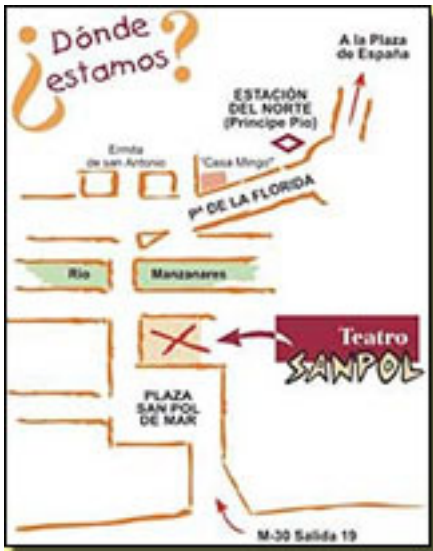 ¿Dónde
estamos?
A la Plaza
de España
ESTACIÓN
DEL NORTE
(Príncipe Pío)
Ermita
de san Antonio
"Casa Mingo"
Pº DE LA FLORIDA
Río
Manzanares
Teatro
SANPOL
PLAZA
SAN POL
DE MAR
M-30 Salida 19